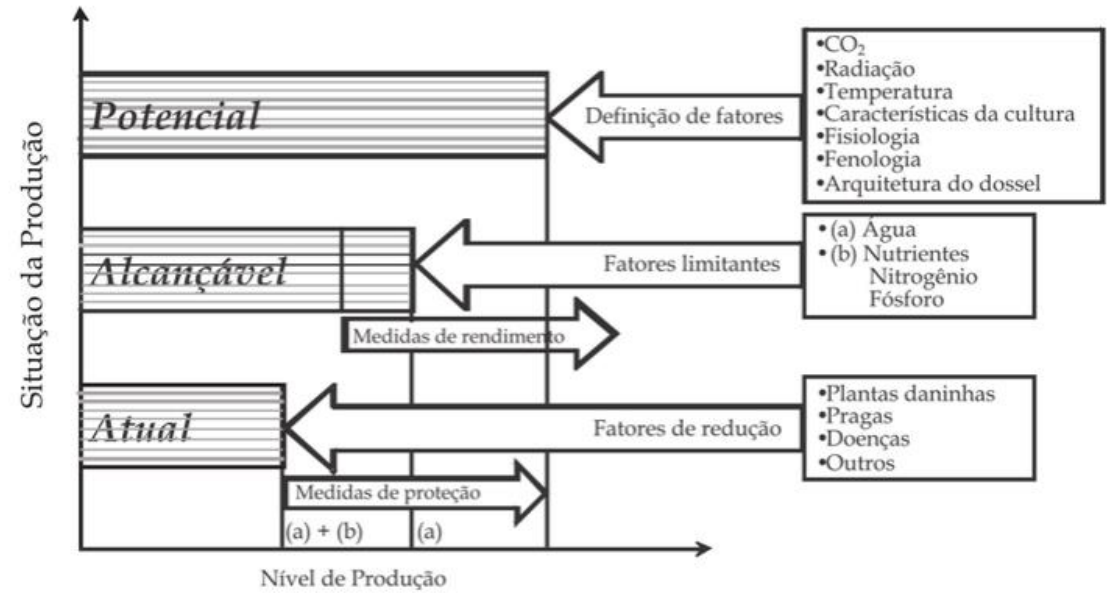 Situação da Produção
Potencial
Definição de fatores
•CO₂
•Radiação
•Temperatura
•Características da cultura
•Fisiologia
•Fenologia
•Arquitetura do dossel
Alcançável
Fatores limitantes
• (a) Água
• (b) Nutrientes
Nitrogênio
Fósforo
Medidas de rendimento
Atual
Fatores de redução
•Plantas daninhas
•Pragas
•Doenças
•Outros
Medidas de proteção
(a) + (b)
(a)
Nível de Produção